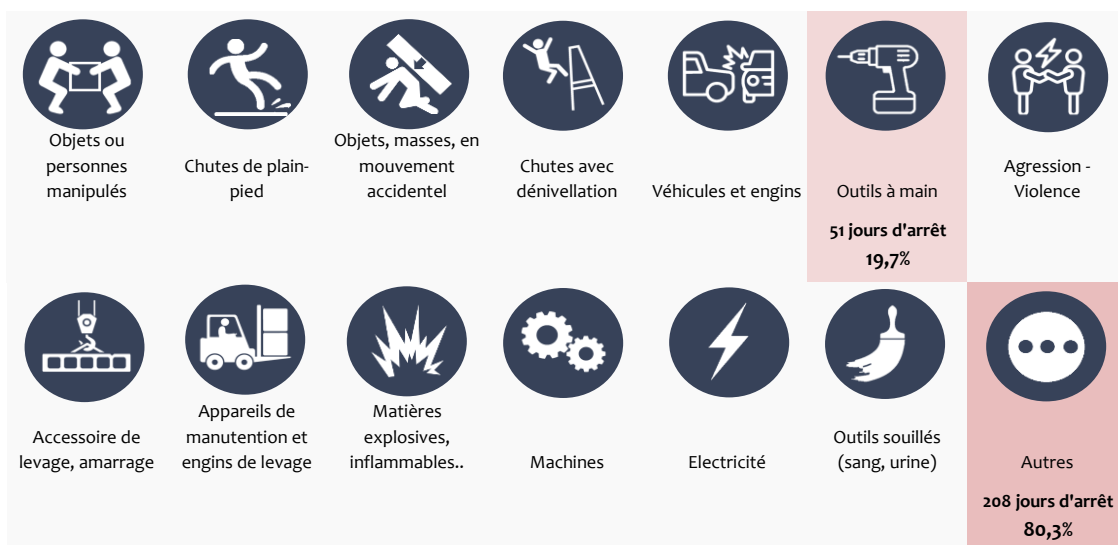 Objets ou
personnes
manipulés
Chutes de plain-
pied
Objets, masses, en
mouvement
accidentel
Chutes avec
dénivellation
Véhicules et engins
Outils à main
51 jours d'arrêt
19,7%
Agression -
Violence
Accessoire de
levage, amarrage
Appareils de
manutention et
engins de levage
Matières
explosives,
inflammables..
Machines
Electricité
Outils souillés
(sang, urine)
Autres
208 jours d'arrêt
80,3%